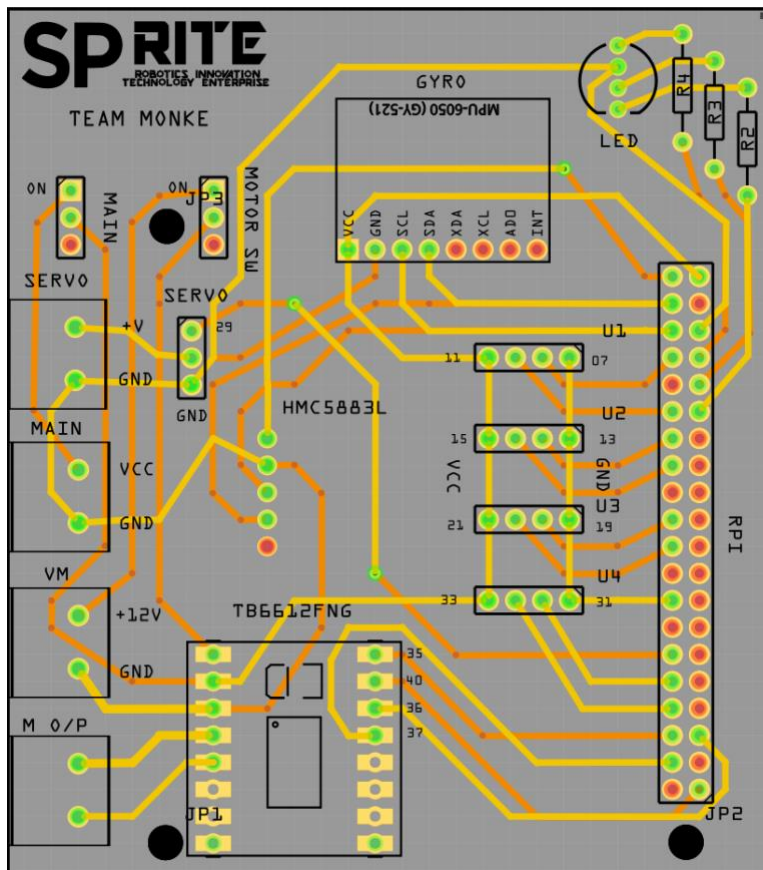 SPRITE
ROBOTICS INNOVATION
TECHNOLOGY ENTERPRISE
TEAM MONKE
GYRO
MPU-6050 (GY-521)
LED
R4
R3
R2
ON
MAIN
ON
JP3
MOTOR SW
VCC
GND
SCL
SDA
XDA
XCL
AD0
INT
SERVO
+V
GND
SERVO
29
GND
HMC5883L
U1
11
07
U2
15
13
VCC
GND
U3
21
19
U4
33
31
RPI
MAIN
VCC
GND
VM
+12V
GND
TB6612FNG
35
40
36
37
M O/P
JP1
JP2